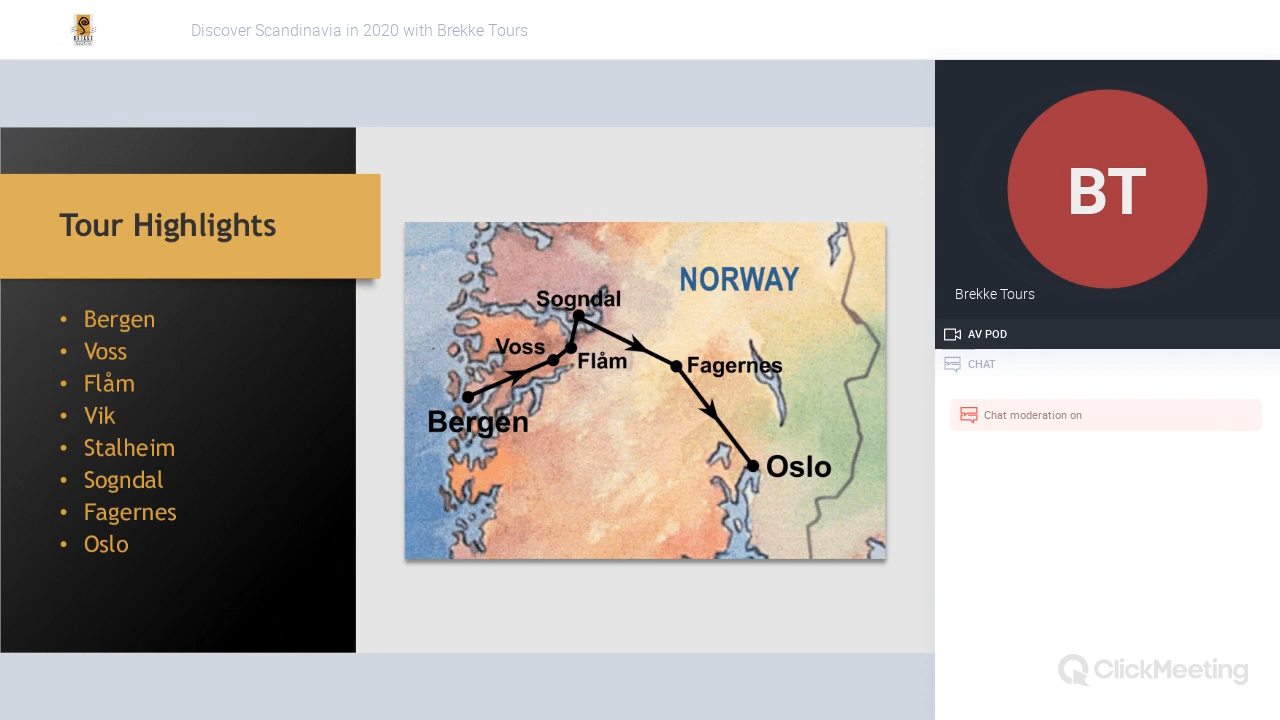 Discover Scandinavia in 2020 with Brekke Tours
Tour Highlights
• Bergen
• Voss
• Flåm
• Vik
• Stalheim
• Sogndal
• Fagernes
• Oslo
NORWAY
Sogndal
Voss
Flåm
Fagernes
Bergen
Oslo
BT
Brekke Tours
AV POD
CHAT
Chat moderation on
ClickMeeting